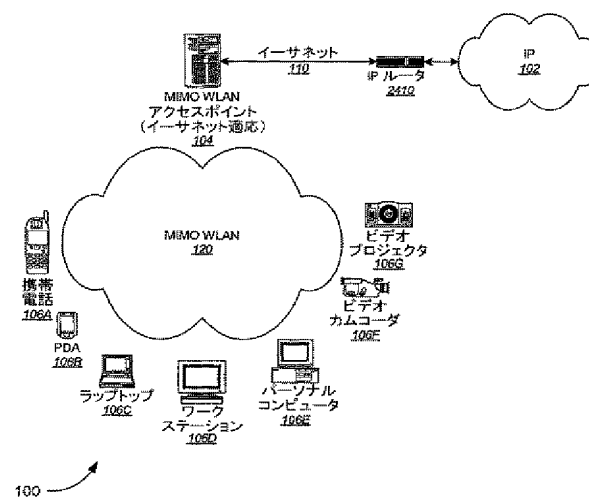 イーサネット
110
IP ルータ
2410
IP
102
MIMO WLAN
アクセスポイント
(イーサネット適応)
104
MIMO WLAN
120
携帯
電話
106A
PDA
106B
ラップトップ
106C
ワーク
ステーション
106D
パーソナル
コンピュータ
106E
ビデオ
カムコーダ
106F
ビデオ
プロジェクタ
106G
100